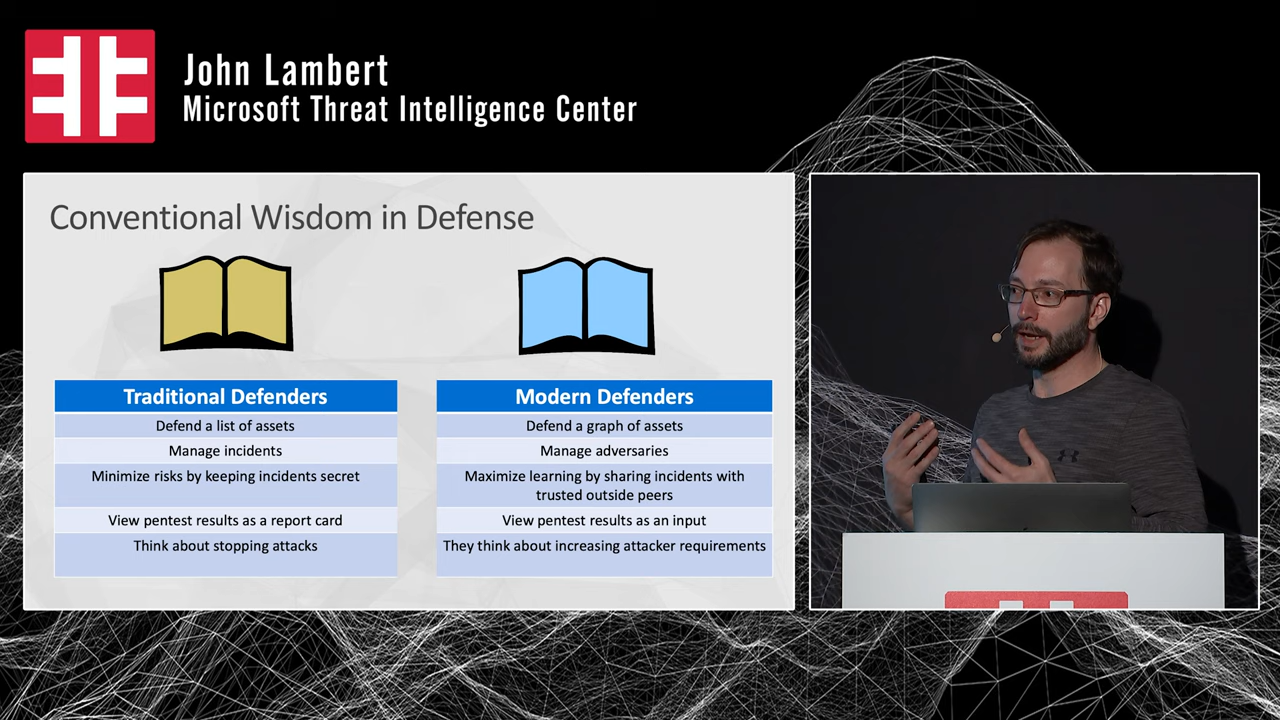 John Lambert
Microsoft Threat Intelligence Center
Conventional Wisdom in Defense
Traditional Defenders
Defend a list of assets
Manage incidents
Minimize risks by keeping incidents secret
View pentest results as a report card
Think about stopping attacks
Modern Defenders
Defend a graph of assets
Manage adversaries
Maximize learning by sharing incidents with
trusted outside peers
View pentest results as an input
They think about increasing attacker requirements